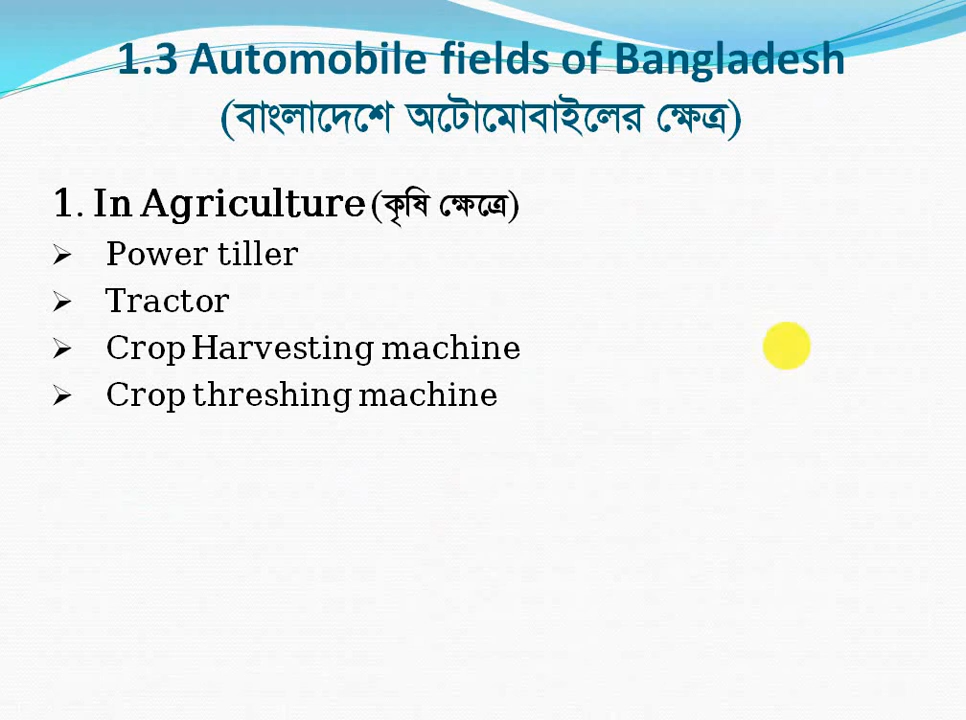 1.3 Automobile fields of Bangladesh
(বাংলাদেশে অটোমোবাইলের ক্ষেত্র)
1. In Agriculture (কৃষি ক্ষেত্রে)
➢ Power tiller
➢ Tractor
➢ Crop Harvesting machine
➢ Crop threshing machine